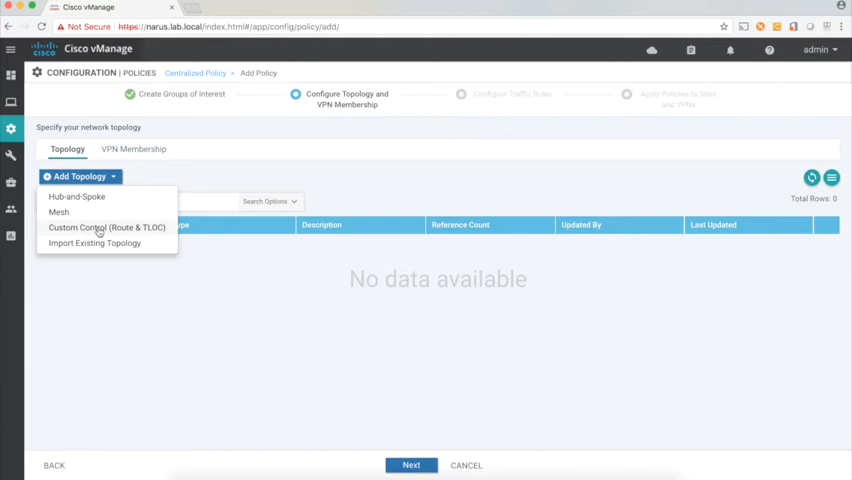 Cisco vManage
Not Secure https://narus.lab.local/index.html#/app/config/policy/add/
CISCO Cisco vManage
admin
CONFIGURATION | POLICIES Centralized Policy > Add Policy
Create Groups of Interest
Configure Topology and
VPN Membership
Configure Traffic Rules
Apply Policies to Sites
and VPNs
Specify your network topology
Topology VPN Membership
Add Topology
Hub-and-Spoke
Mesh
Custom Control (Route & TLOC)
Import Existing Topology
Search Options
Total Rows: 0
Description Reference Count Updated By Last Updated
No data available
BACK Next CANCEL